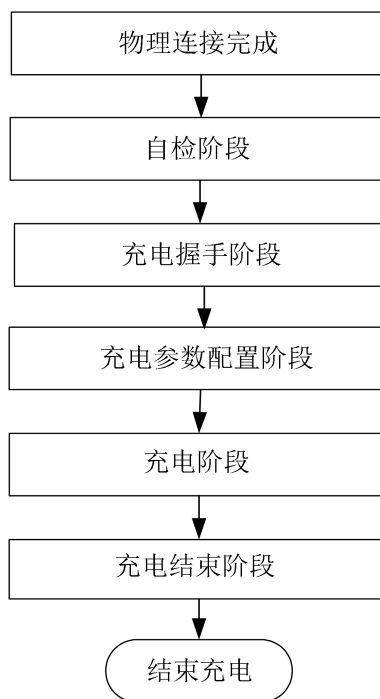 物理连接完成
自检阶段
充电握手阶段
充电参数配置阶段
充电阶段
充电结束阶段
结束充电